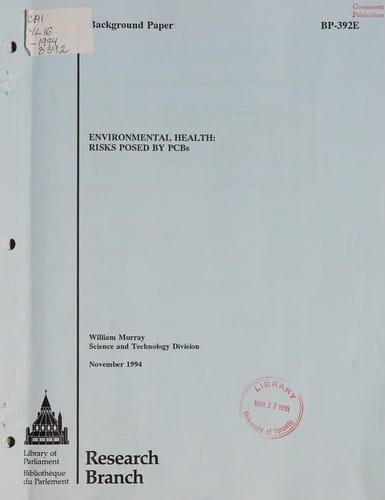 Government
Publications
CAI
YL16
-1994
B392
Background Paper
BP-392E
ENVIRONMENTAL HEALTH:
RISKS POSED BY PCBs
William Murray
Science and Technology Division
November 1994
LIBRARY
MAR 27 1995
University of Toronto
Library of
Parliament
Bibliothèque
du Parlement
Research
Branch